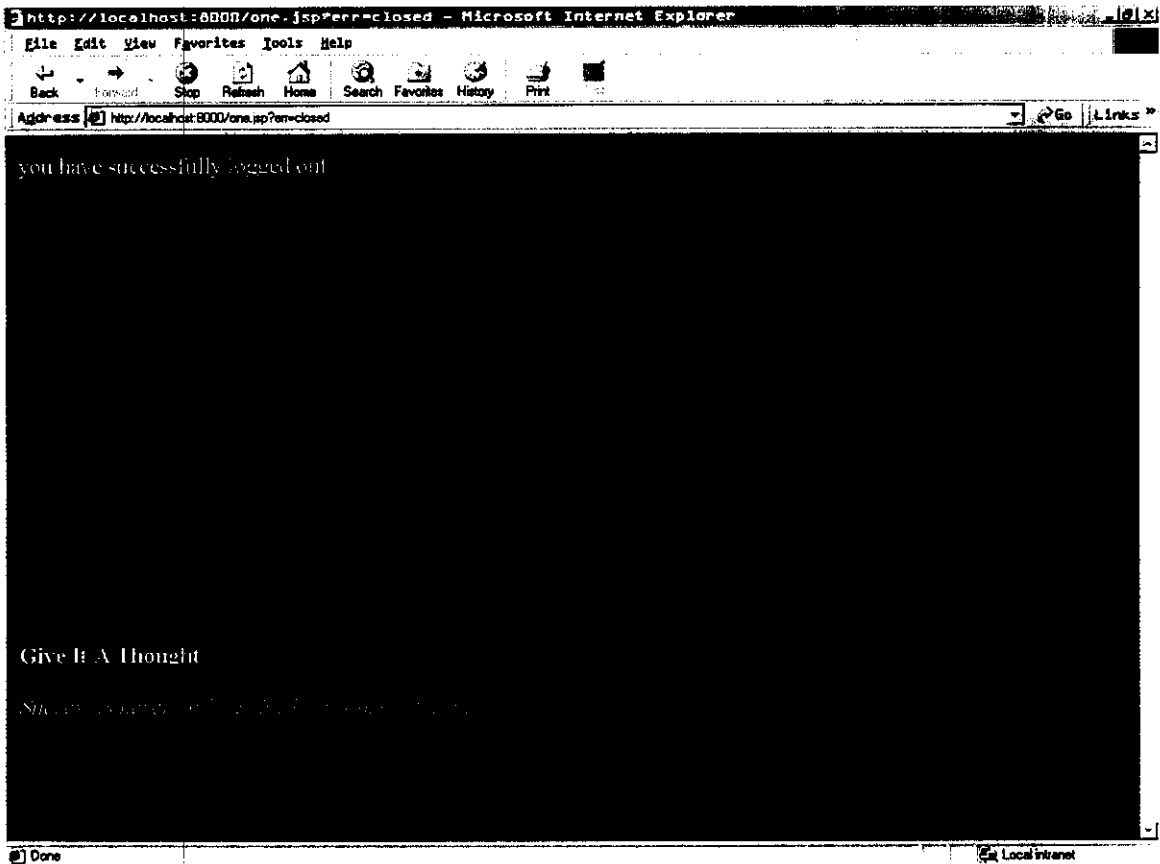 http://localhost:8000/one.jsp?err=closed - Microsoft Internet Explorer
File Edit View Favorites Tools Help
Back Forward Stop Refresh Home Search Favorites History Print
Address http://localhost:8000/one.jsp?err=closed Go Links »
you have successfully logged out
Give It A Thought
Done Local intranet